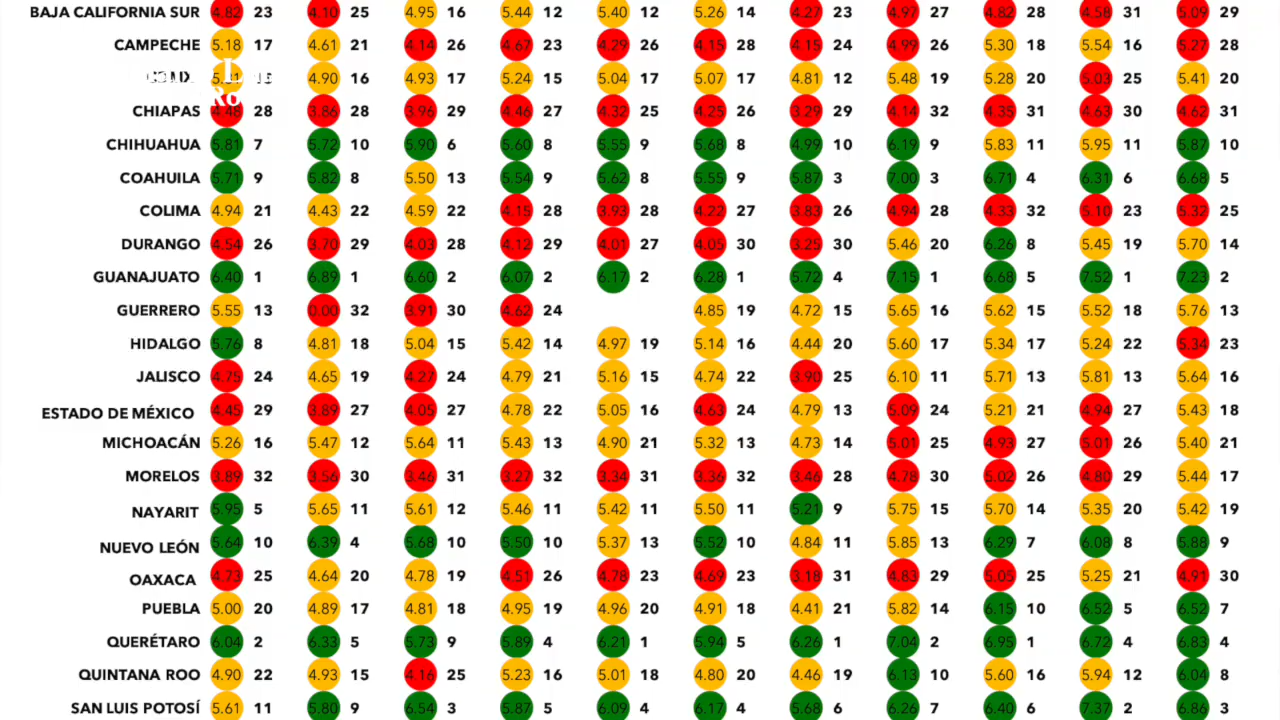 BAJA CALIFORNIA SUR 4.82 23 4.10 25 4.95 16 5.44 12 5.40 12 5.26 14 4.27 23 4.97 27 4.82 28 4.58 31 5.09 29
CAMPECHE 5.18 17 4.61 21 4.14 26 4.67 23 4.29 26 4.15 28 4.15 24 4.99 26 5.30 18 5.54 16 5.27 28
4.90 16 4.93 17 5.24 15 5.04 17 5.07 17 4.81 12 5.48 19 5.28 20 5.03 25 5.41 20
CHIAPAS 4.48 28 3.86 28 3.96 29 4.46 27 4.32 25 4.25 26 3.29 29 4.14 32 4.35 31 4.63 30 4.62 31
CHIHUAHUA 5.81 7 5.72 10 5.90 6 5.60 8 5.55 9 5.68 8 4.99 10 6.19 9 5.83 11 5.95 11 5.87 10
COAHUILA 5.71 9 5.82 8 5.50 13 5.54 9 5.62 8 5.55 9 5.87 3 7.00 3 6.71 4 6.31 6 6.68 5
COLIMA 4.94 21 4.43 22 4.59 22 4.15 28 3.93 28 4.22 27 3.83 26 4.94 28 4.33 32 5.10 23 5.32 25
DURANGO 4.54 26 3.70 29 4.03 28 4.12 29 4.01 27 4.05 30 3.25 30 5.46 20 6.26 8 5.45 19 5.70 14
GUANAJUATO 6.40 1 6.89 1 6.60 2 6.07 2 6.17 2 6.28 1 5.72 4 7.15 1 6.68 5 7.52 1 7.23 2
GUERRERO 5.55 13 0.00 32 3.91 30 4.62 24 4.85 19 4.72 15 5.65 16 5.62 15 5.52 18 5.76 13
HIDALGO 5.76 8 4.81 18 5.04 15 5.42 14 4.97 19 5.14 16 4.44 20 5.60 17 5.34 17 5.24 22 5.34 23
JALISCO 4.75 24 4.65 19 4.27 24 4.79 21 5.16 15 4.74 22 3.90 25 6.10 11 5.71 13 5.81 13 5.64 16
ESTADO DE MÉXICO 4.45 29 3.89 27 4.05 27 4.78 22 5.05 16 4.63 24 4.79 13 5.09 24 5.21 21 4.94 27 5.43 18
MICHOACÁN 5.26 16 5.47 12 5.64 11 5.43 13 4.90 21 5.32 13 4.73 14 5.01 25 4.93 27 5.01 26 5.40 21
MORELOS 3.89 32 3.56 30 3.46 31 3.27 32 3.34 31 3.36 32 3.46 28 4.78 30 5.02 26 4.80 29 5.44 17
NAYARIT 5.95 5 5.65 11 5.61 12 5.46 11 5.42 11 5.50 11 5.21 9 5.75 15 5.70 14 5.35 20 5.42 19
NUEVO LEÓN 5.64 10 6.39 4 5.68 10 5.50 10 5.37 13 5.52 10 4.84 11 5.85 13 6.29 7 6.08 8 5.88 9
OAXACA 4.73 25 4.64 20 4.78 19 4.51 26 4.78 23 4.69 23 3.18 31 4.83 29 5.05 25 5.25 21 4.91 30
PUEBLA 5.00 20 4.89 17 4.81 18 4.95 19 4.96 20 4.91 18 4.41 21 5.82 14 6.15 10 6.52 5 6.52 7
QUERÉTARO 6.04 2 6.33 5 5.73 9 5.89 4 6.21 1 5.94 5 6.26 1 7.04 2 6.95 1 6.72 4 6.83 4
QUINTANA ROO 4.90 22 4.93 15 4.16 25 5.23 16 5.01 18 4.80 20 4.46 19 6.13 10 5.60 16 5.94 12 6.04 8
SAN LUIS POTOSÍ 5.61 11 5.80 9 6.54 3 5.87 5 6.09 4 6.17 4 5.68 6 6.26 7 6.40 6 7.37 2 6.86 3